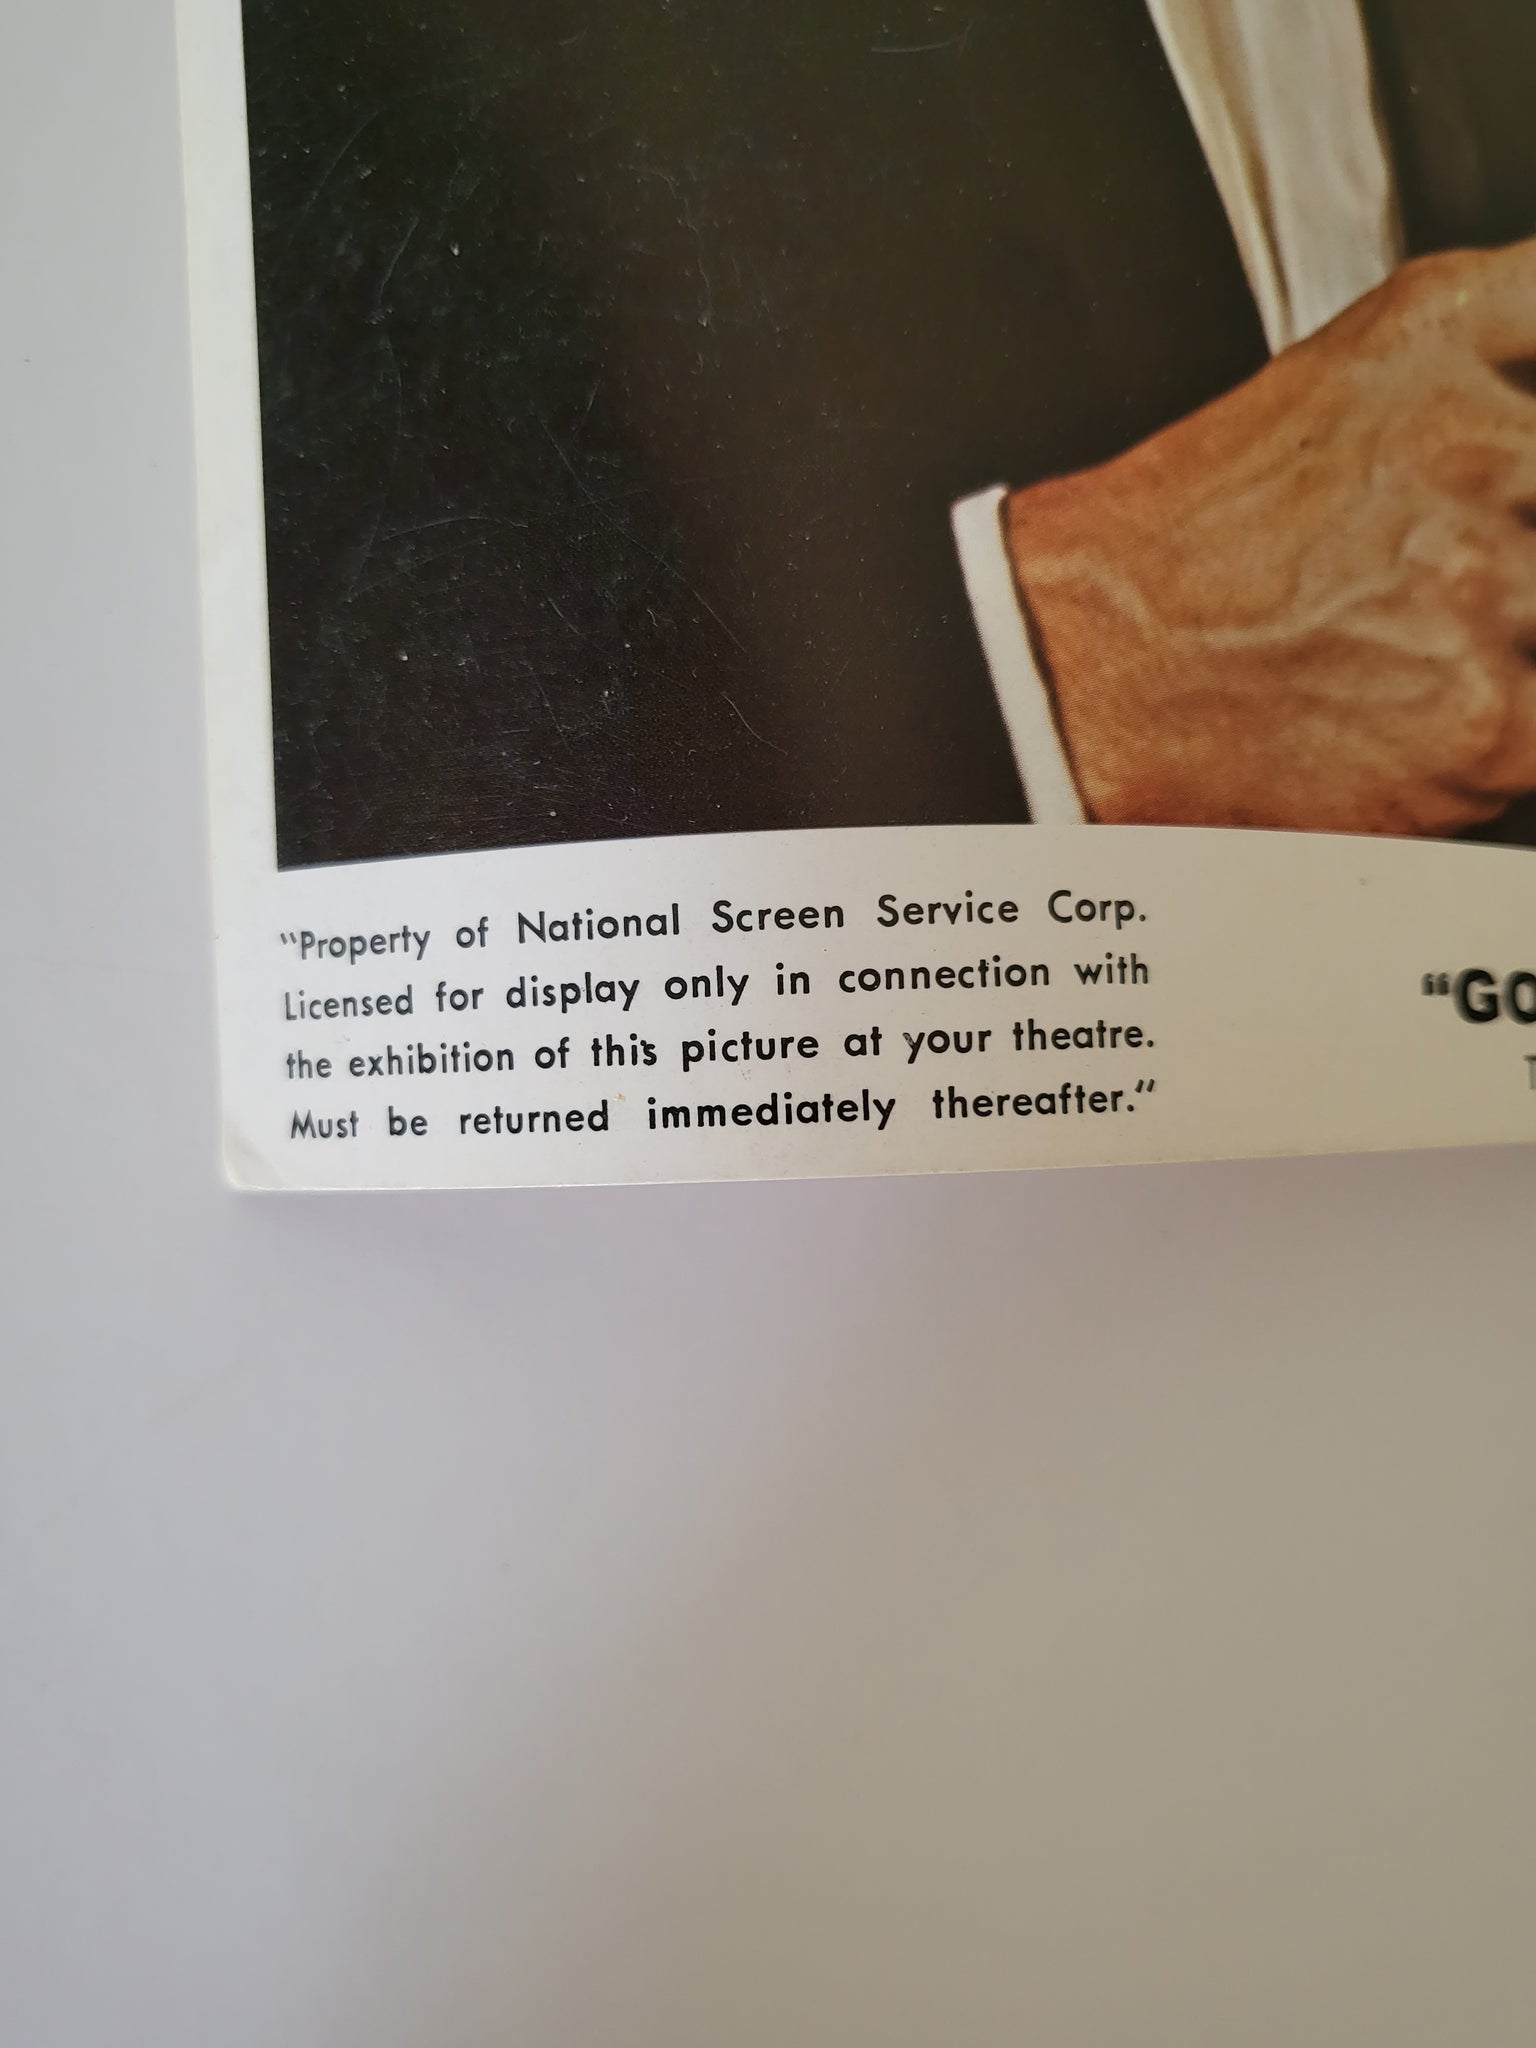 "Property of National Screen Service Corp.
Licensed for display only in connection with
the exhibition of this picture at your theatre.
Must be returned immediately thereafter."
"GO
T